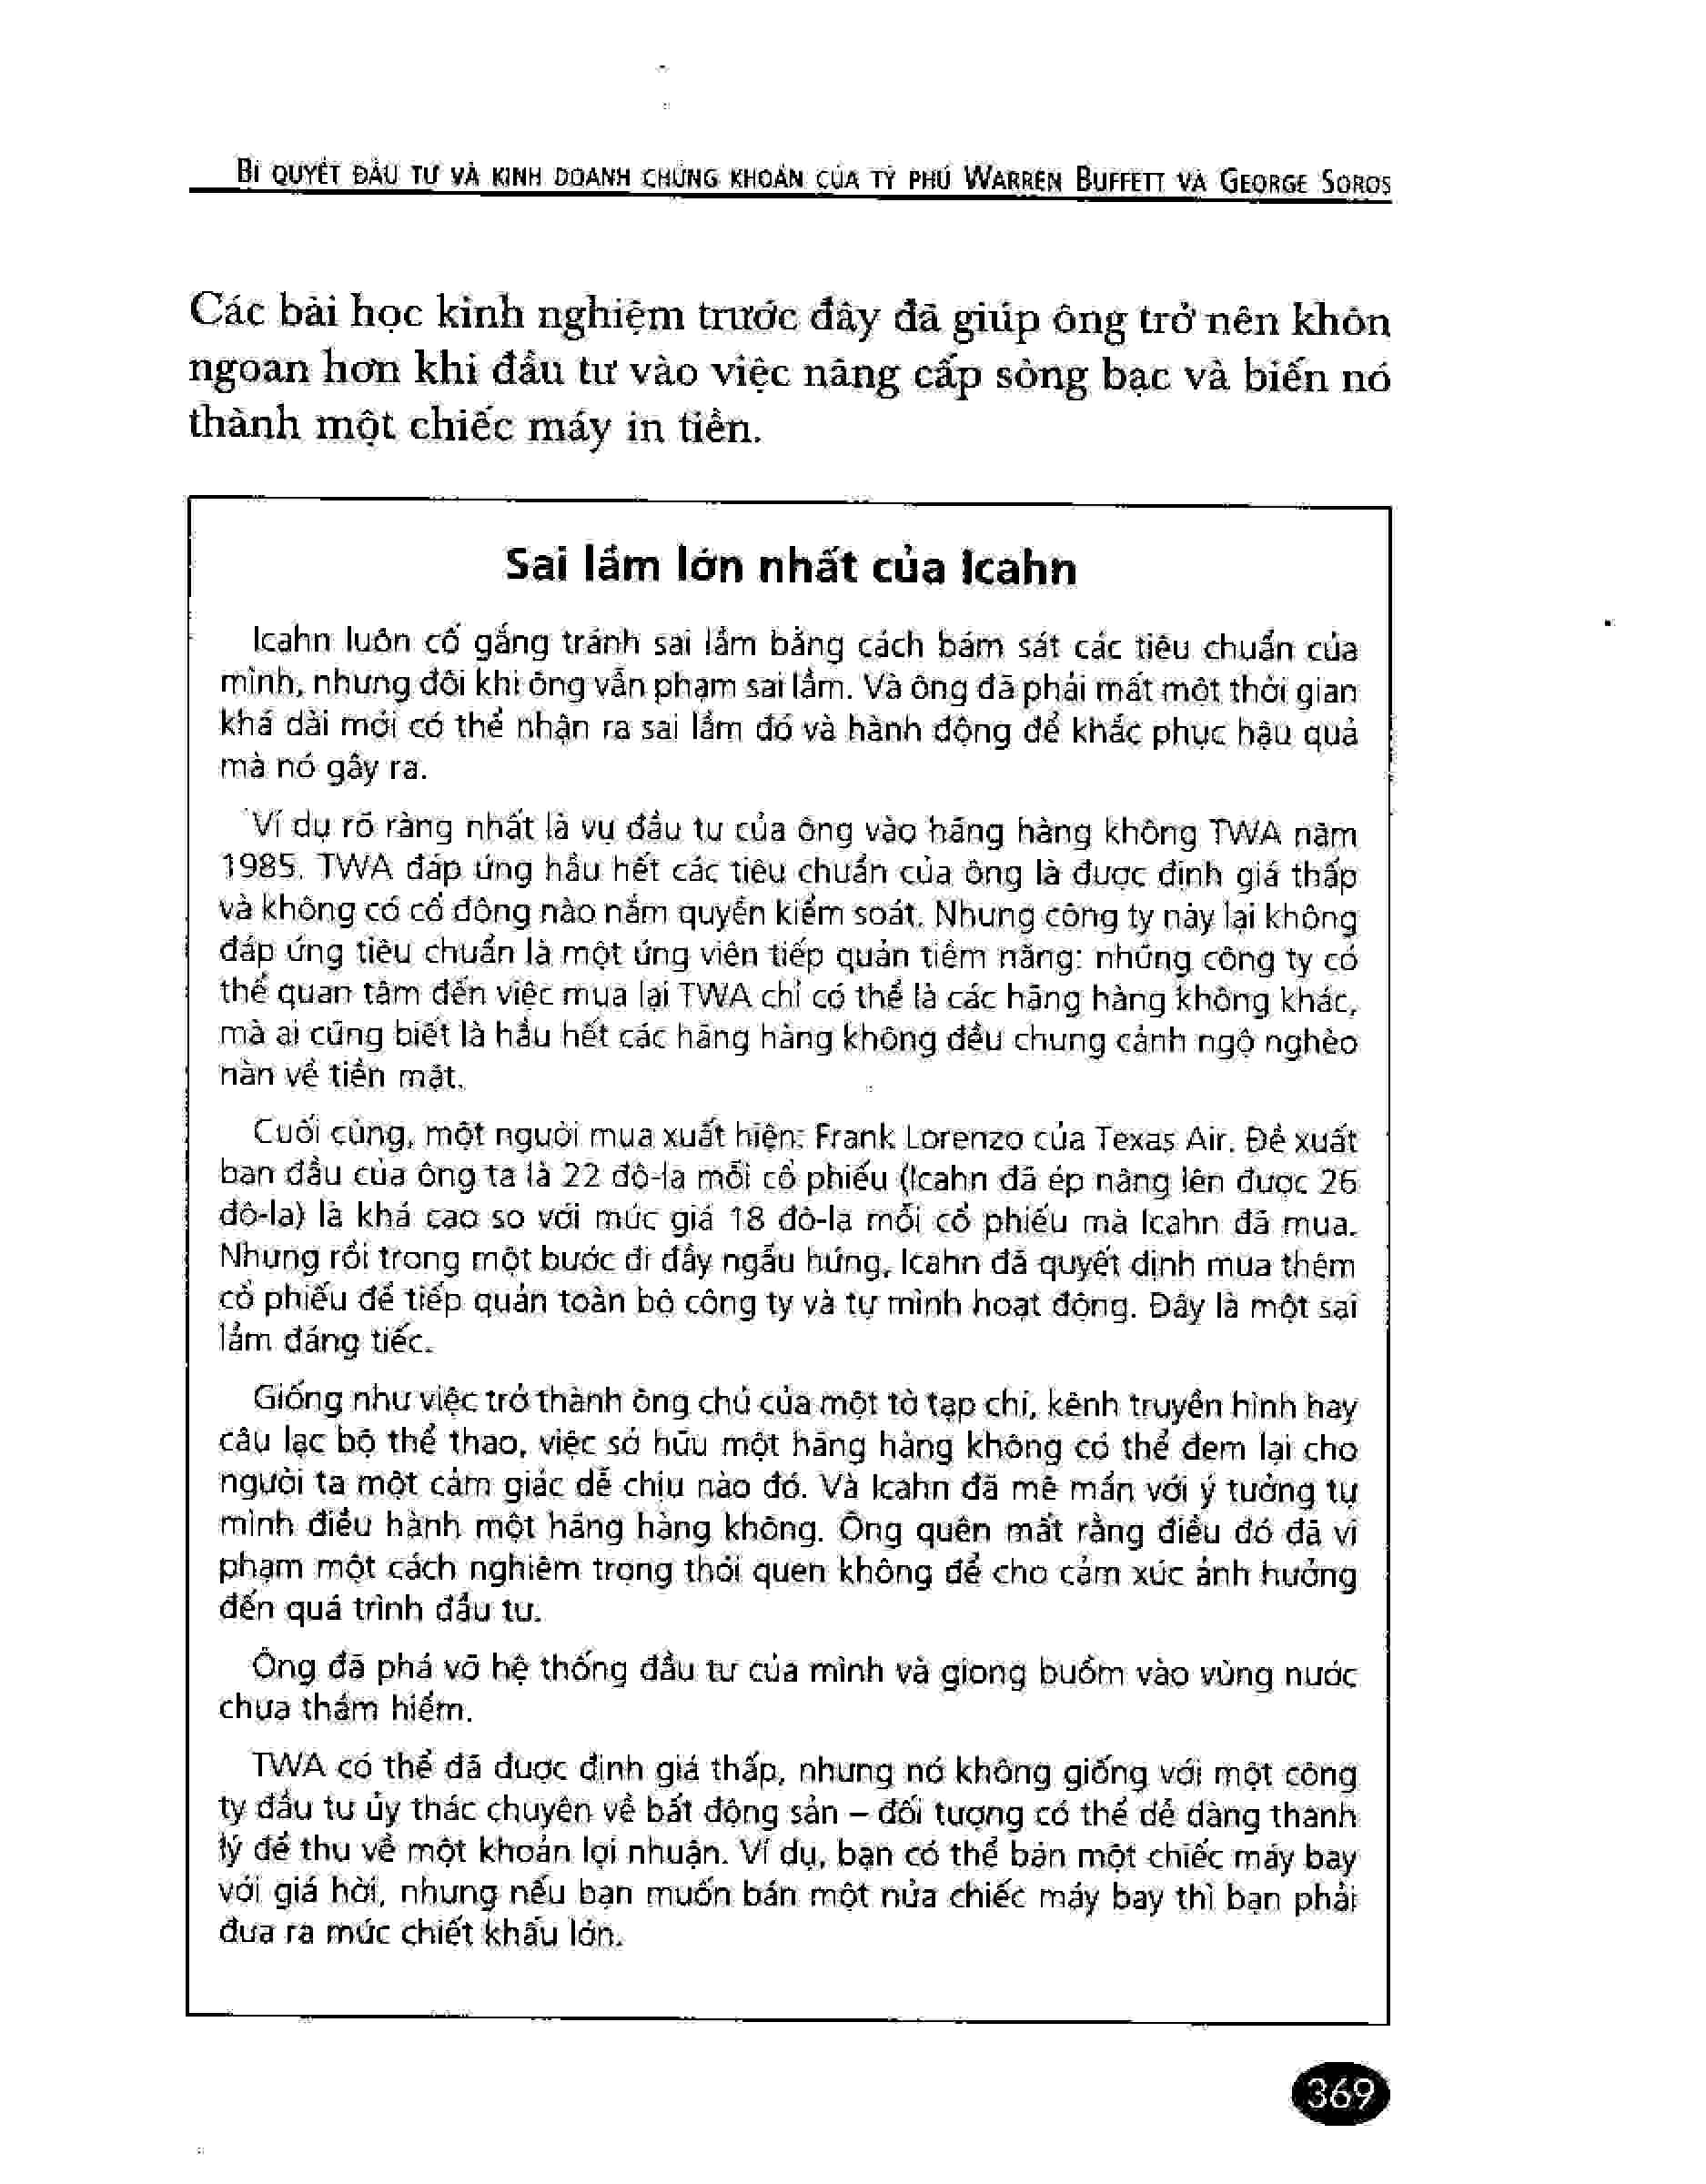 BÍ QUYẾT ĐẦU TƯ VÀ KINH DOANH CHỨNG KHOÁN CỦA TỶ PHÚ WARREN BUFFETT VÀ GEORGE SOROS
Các bài học kinh nghiệm trước đây đã giúp ông trở nên khôn
ngoan hơn khi đầu tư vào việc nâng cấp sòng bạc và biến nó
thành một chiếc máy in tiền.
Sai lầm lớn nhất của Icahn
Icahn luôn cố gắng tránh sai lầm bằng cách bám sát các tiêu chuẩn của
mình, nhưng đôi khi ông vẫn phạm sai lầm. Và ông đã phải mất một thời gian
khá dài mới có thể nhận ra sai lầm đó và hành động để khắc phục hậu quả
mà nó gây ra.
Ví dụ rõ ràng nhất là vụ đầu tư của ông vào hãng hàng không TWA năm
1985. TWA đáp ứng hầu hết các tiêu chuẩn của ông là được định giá thấp
và không có cổ đông nào nắm quyền kiểm soát. Nhưng công ty này lại không
đáp ứng tiêu chuẩn là một ứng viên tiếp quản tiềm năng: những công ty có
thể quan tâm đến việc mua lại TWA chỉ có thể là các hãng hàng không khác,
mà ai cũng biết là hầu hết các hãng hàng không đều chung cảnh ngộ nghèo
nàn về tiền mặt.
Cuối cùng, một người mua xuất hiện: Frank Lorenzo của Texas Air. Đề xuất
ban đầu của ông ta là 22 đô-la mỗi cổ phiếu (Icahn đã ép nâng lên được 26
đô-la) là khá cao so với mức giá 18 đô-la mỗi cổ phiếu mà Icahn đã mua.
Nhưng rồi trong một bước đi đầy ngẫu hứng, Icahn đã quyết định mua thêm
cổ phiếu để tiếp quản toàn bộ công ty và tự mình hoạt động. Đây là một sai
lầm đáng tiếc.
Giống như việc trở thành ông chủ của một tờ tạp chí, kênh truyền hình hay
câu lạc bộ thể thao, việc sở hữu một hãng hàng không có thể đem lại cho
người ta một cảm giác dễ chịu nào đó. Và Icahn đã mê mẩn với ý tưởng tự
mình điều hành một hãng hàng không. Ông quên mất rằng điều đó đã vi
phạm một cách nghiêm trọng thói quen không để cho cảm xúc ảnh hưởng
đến quá trình đầu tư.
Ông đã phá vỡ hệ thống đầu tư của mình và giong buồm vào vùng nước
chưa thám hiểm.
TWA có thể đã được định giá thấp, nhưng nó không giống với một công
ty đầu tư ủy thác chuyên về bất động sản – đối tượng có thể dễ dàng thanh
lý để thu về một khoản lợi nhuận. Ví dụ, bạn có thể bán một chiếc máy bay
với giá hời, nhưng nếu bạn muốn bán một nửa chiếc máy bay thì bạn phải
đưa ra mức chiết khấu lớn.
369